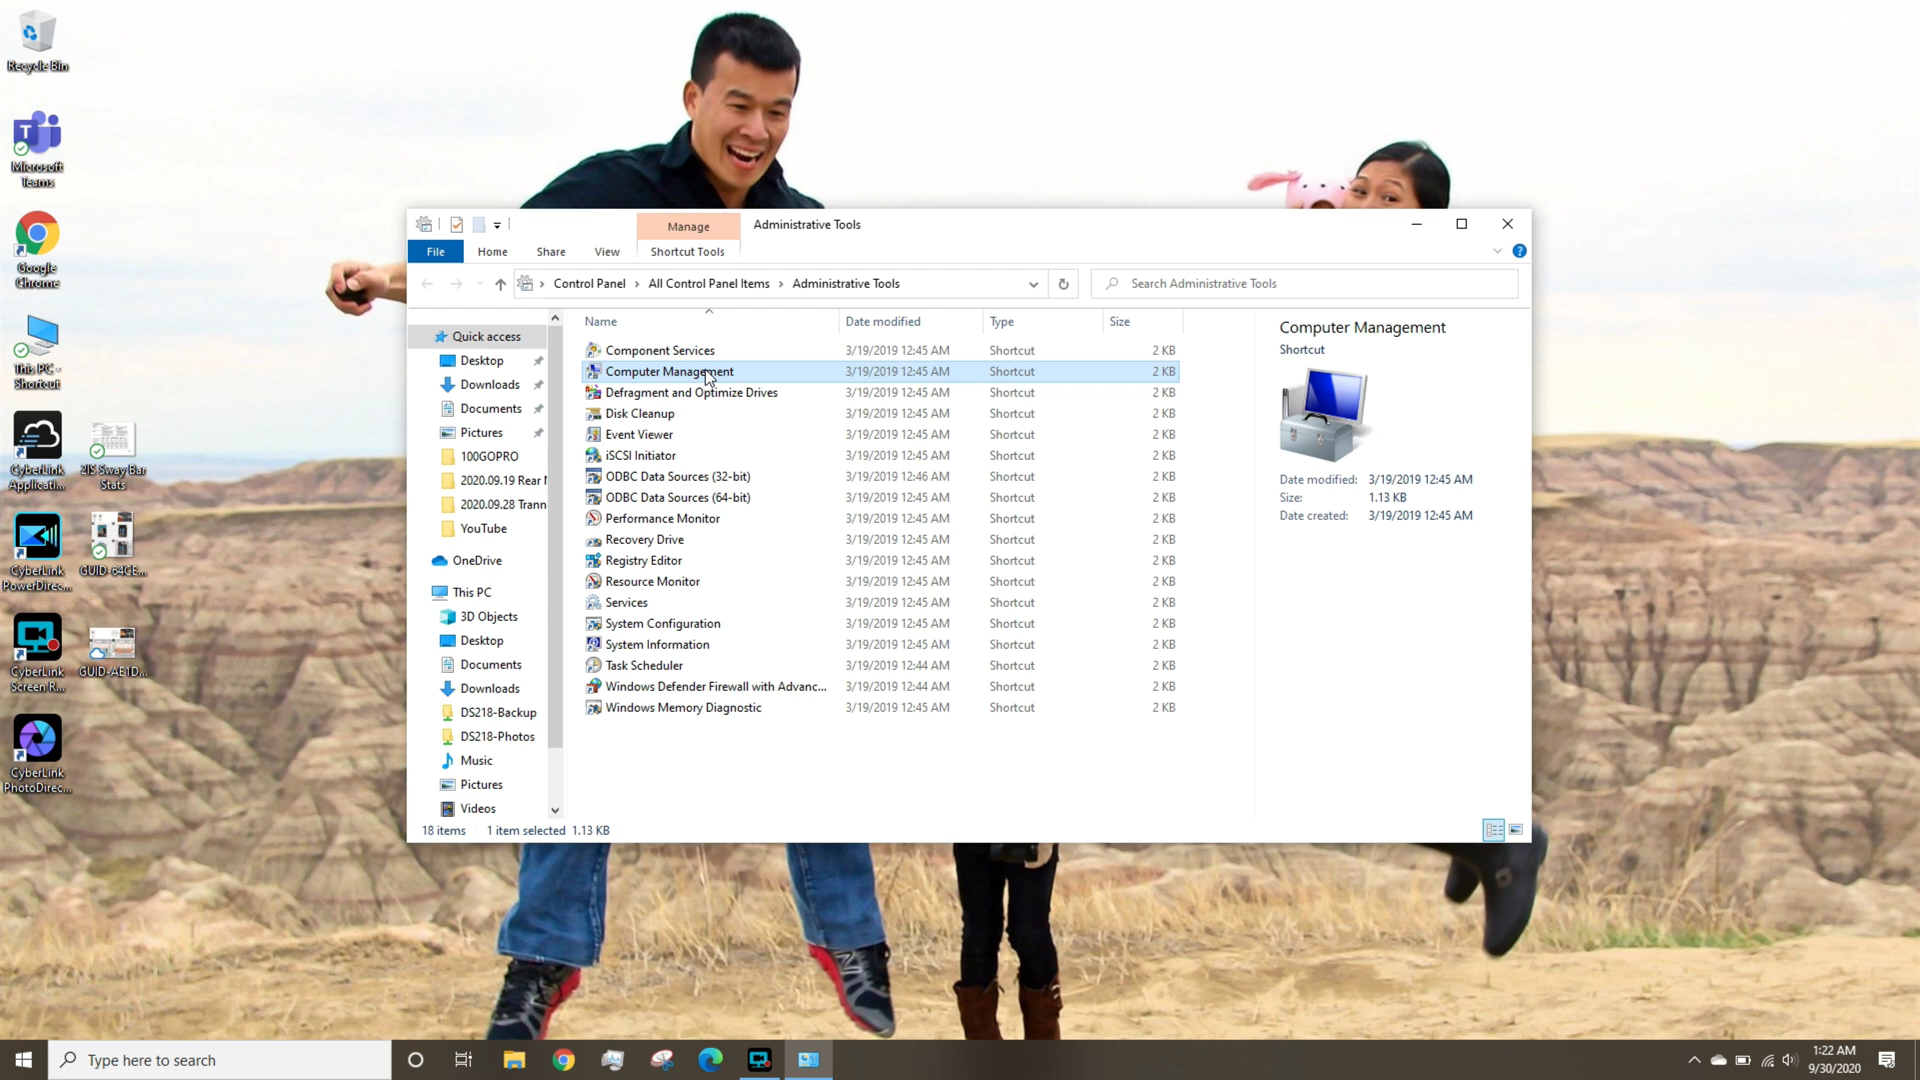 Recycle Bin
Microsoft
Teams
Google
Chrome
This PC -
Shortcut
CyberLink
Applicati...
2IS Sway Bar
Stats
CyberLink
PowerDirec...
GUID-64CE...
CyberLink
Screen R...
GUID-AE1D...
CyberLink
PhotoDirec...
Manage
Administrative Tools
File
Home
Share
View
Shortcut Tools
Control Panel
All Control Panel Items
Administrative Tools
Search Administrative Tools
Quick access
Desktop
Downloads
Documents
Pictures
100GOPRO
2020.09.19 Rear
2020.09.28 Trann
YouTube
OneDrive
This PC
3D Objects
Desktop
Documents
Downloads
DS218-Backup
DS218-Photos
Music
Pictures
Videos
Name Date modified Type Size
Component Services 3/19/2019 12:45 AM Shortcut 2 KB
Computer Management 3/19/2019 12:45 AM Shortcut 2 KB
Defragment and Optimize Drives 3/19/2019 12:45 AM Shortcut 2 KB
Disk Cleanup 3/19/2019 12:45 AM Shortcut 2 KB
Event Viewer 3/19/2019 12:45 AM Shortcut 2 KB
iSCSI Initiator 3/19/2019 12:45 AM Shortcut 2 KB
ODBC Data Sources (32-bit) 3/19/2019 12:46 AM Shortcut 2 KB
ODBC Data Sources (64-bit) 3/19/2019 12:45 AM Shortcut 2 KB
Performance Monitor 3/19/2019 12:45 AM Shortcut 2 KB
Recovery Drive 3/19/2019 12:45 AM Shortcut 2 KB
Registry Editor 3/19/2019 12:45 AM Shortcut 2 KB
Resource Monitor 3/19/2019 12:45 AM Shortcut 2 KB
Services 3/19/2019 12:45 AM Shortcut 2 KB
System Configuration 3/19/2019 12:45 AM Shortcut 2 KB
System Information 3/19/2019 12:45 AM Shortcut 2 KB
Task Scheduler 3/19/2019 12:44 AM Shortcut 2 KB
Windows Defender Firewall with Advanc... 3/19/2019 12:44 AM Shortcut 2 KB
Windows Memory Diagnostic 3/19/2019 12:45 AM Shortcut 2 KB
Computer Management
Shortcut
Date modified: 3/19/2019 12:45 AM
Size: 1.13 KB
Date created: 3/19/2019 12:45 AM
18 items 1 item selected 1.13 KB
Type here to search
1:22 AM
9/30/2020